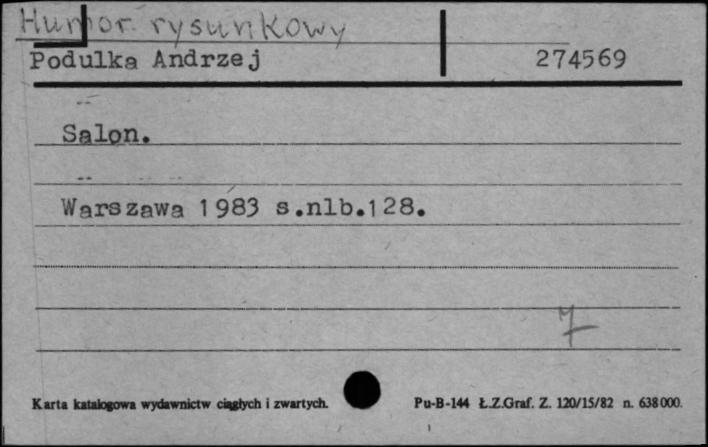 Humor rysunkowy
Podulka Andrzej 274569
Salon.
Warszawa 1983 s.nlb.128.
Karta katalogowa wydawnictw ciągłych i zwartych. Pu-B-144 Ł.Z.Graf. Z. 120/15/82 n. 638000.